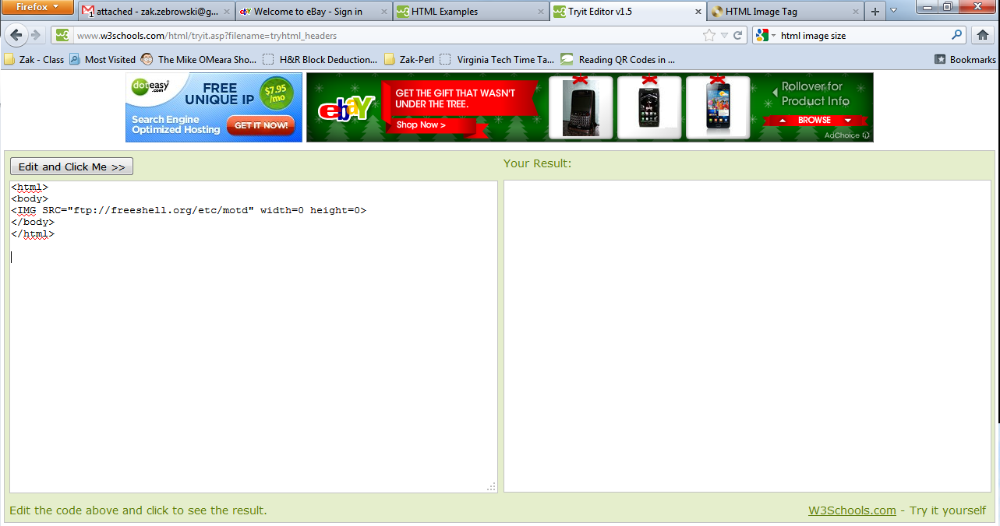 Firefox
attached - zak.zebrowski@g...
Welcome to eBay - Sign in
HTML Examples
Tryit Editor v1.5
HTML Image Tag
www.w3schools.com/html/tryit.asp?filename=tryhtml_headers
html image size
Zak - Class
Most Visited
The Mike OMeara Sho...
H&R Block Deduction...
Zak-Perl
Virginia Tech Time Ta...
Reading QR Codes in ...
Bookmarks
doteasy.com
FREE
UNIQUE IP
$7.95
/mo
Search Engine
Optimized Hosting
GET IT NOW!
ebay
GET THE GIFT THAT WASN'T
UNDER THE TREE.
Shop Now >
Rollover for
Product Info
BROWSE
AdChoice
Edit and Click Me >>
Your Result:
<html>
<body>
<IMG SRC="ftp://freeshell.org/etc/motd" width=0 height=0>
</body>
</html>
Edit the code above and click to see the result.
W3Schools.com - Try it yourself